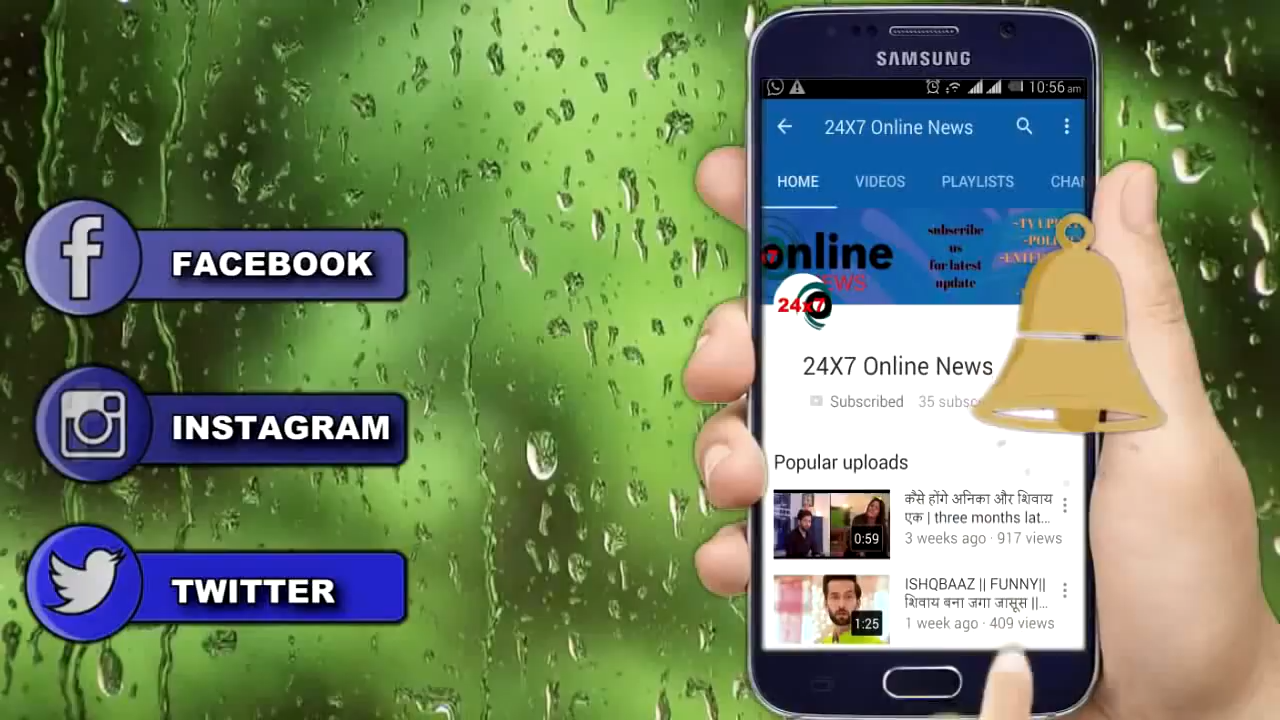 FACEBOOK
INSTAGRAM
TWITTER
SAMSUNG
10:56 am
24X7 Online News
HOME VIDEOS PLAYLISTS CHAN
online
NEWS
subscribe
us
for latest
update
24x7
24X7 Online News
Subscribed 35
Popular uploads
0:59
कैसे होंगे अनिका और शिवाय
एक | three months lat...
3 weeks ago · 917 views
1:25
ISHQBAAZ || FUNNY||
शिवाय बना जगा जासूस ||...
1 week ago · 409 views